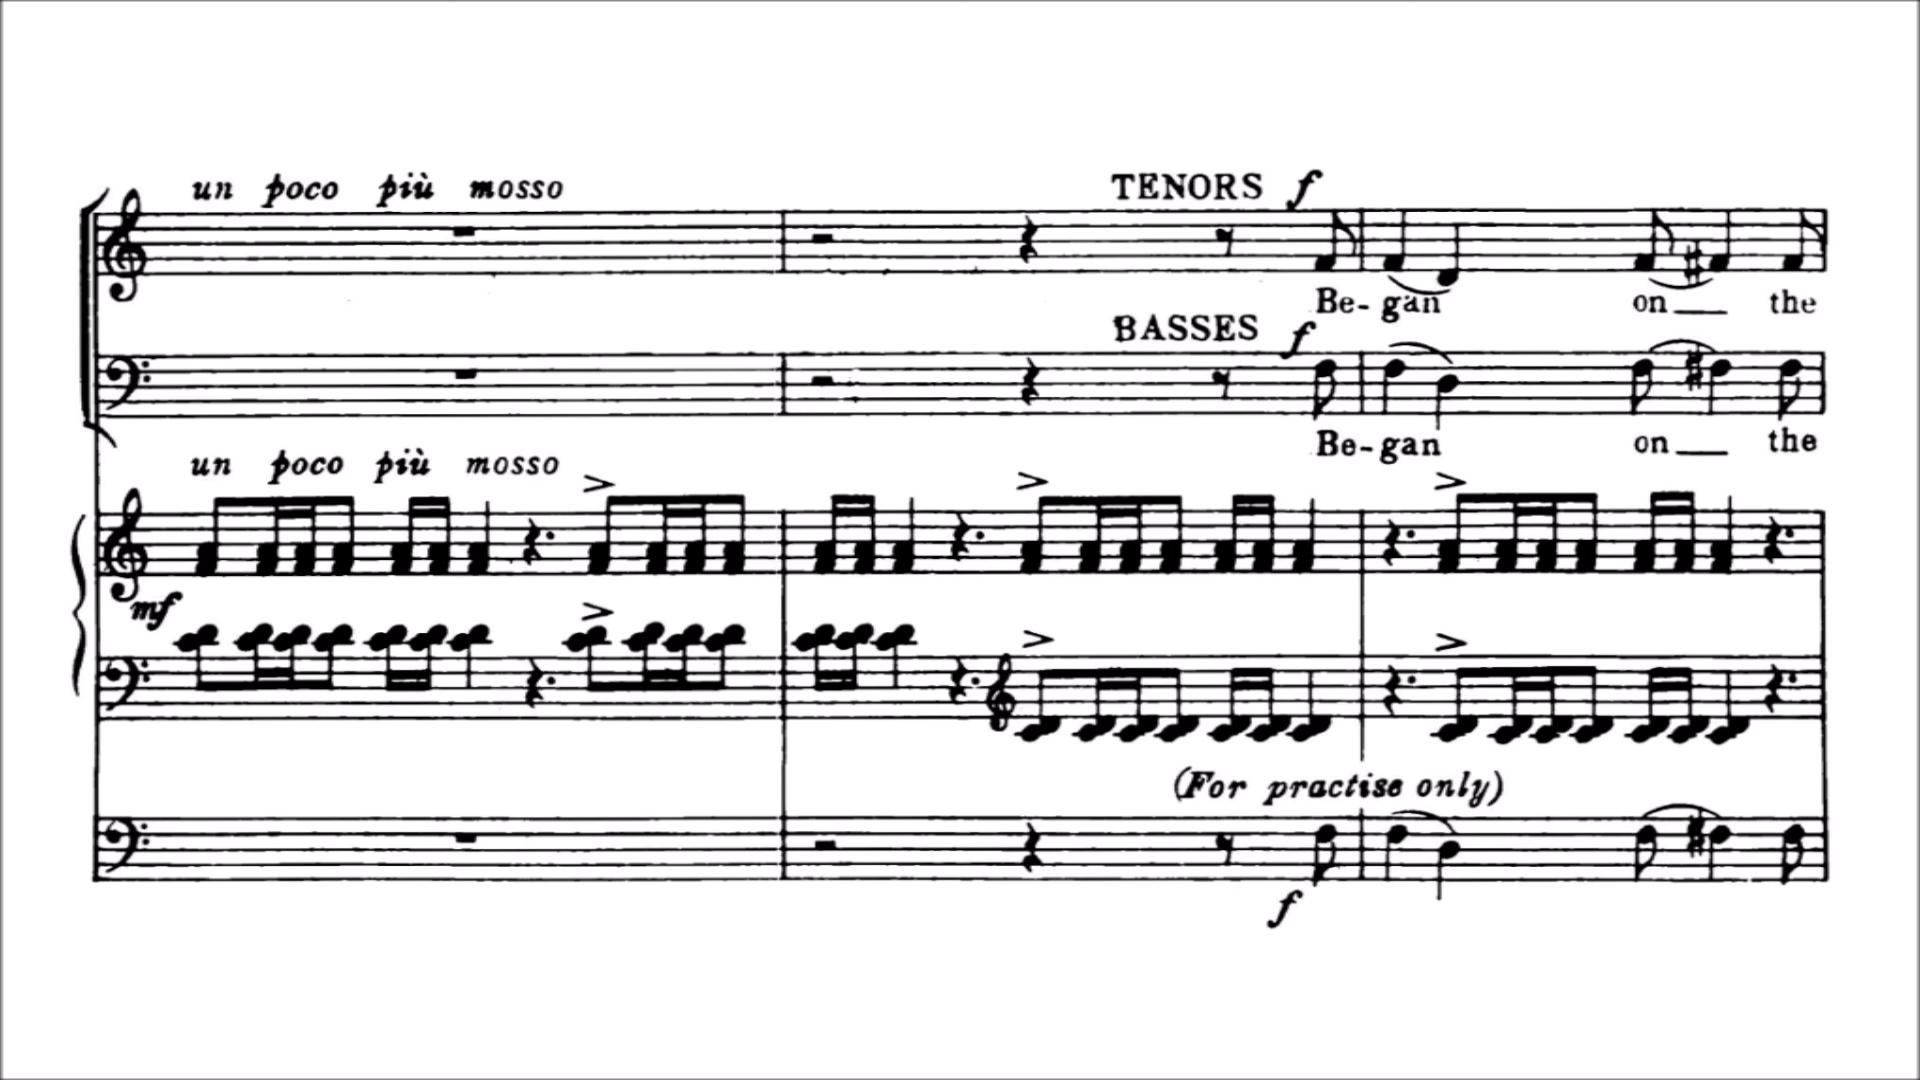 un poco più mosso
TENORS f
Be- gan on the
BASSES f
Be- gan on the
un poco più mosso
mf
(For practise only)
f